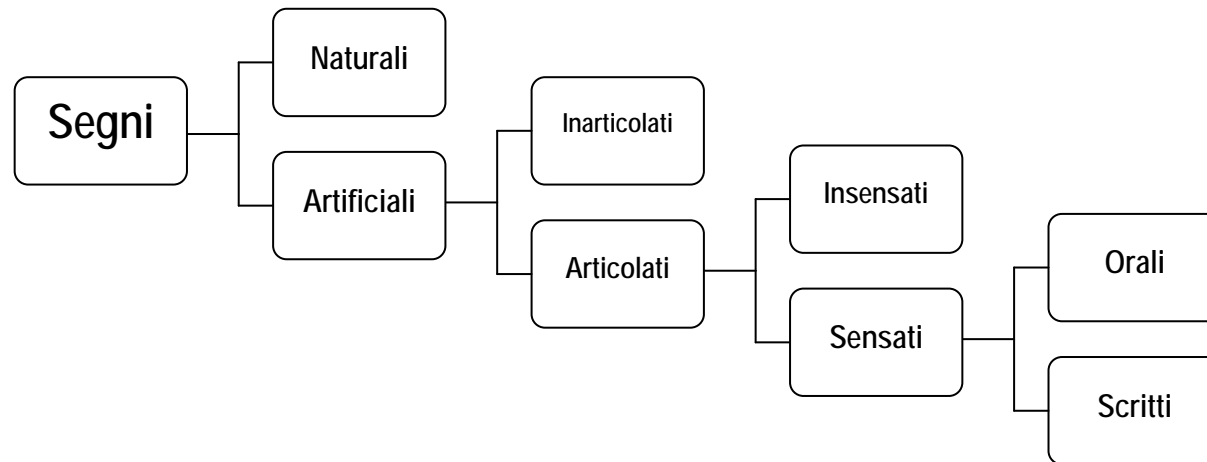 Segni
Naturali
Artificiali
Inarticolati
Articolati
Insensati
Sensati
Orali
Scritti